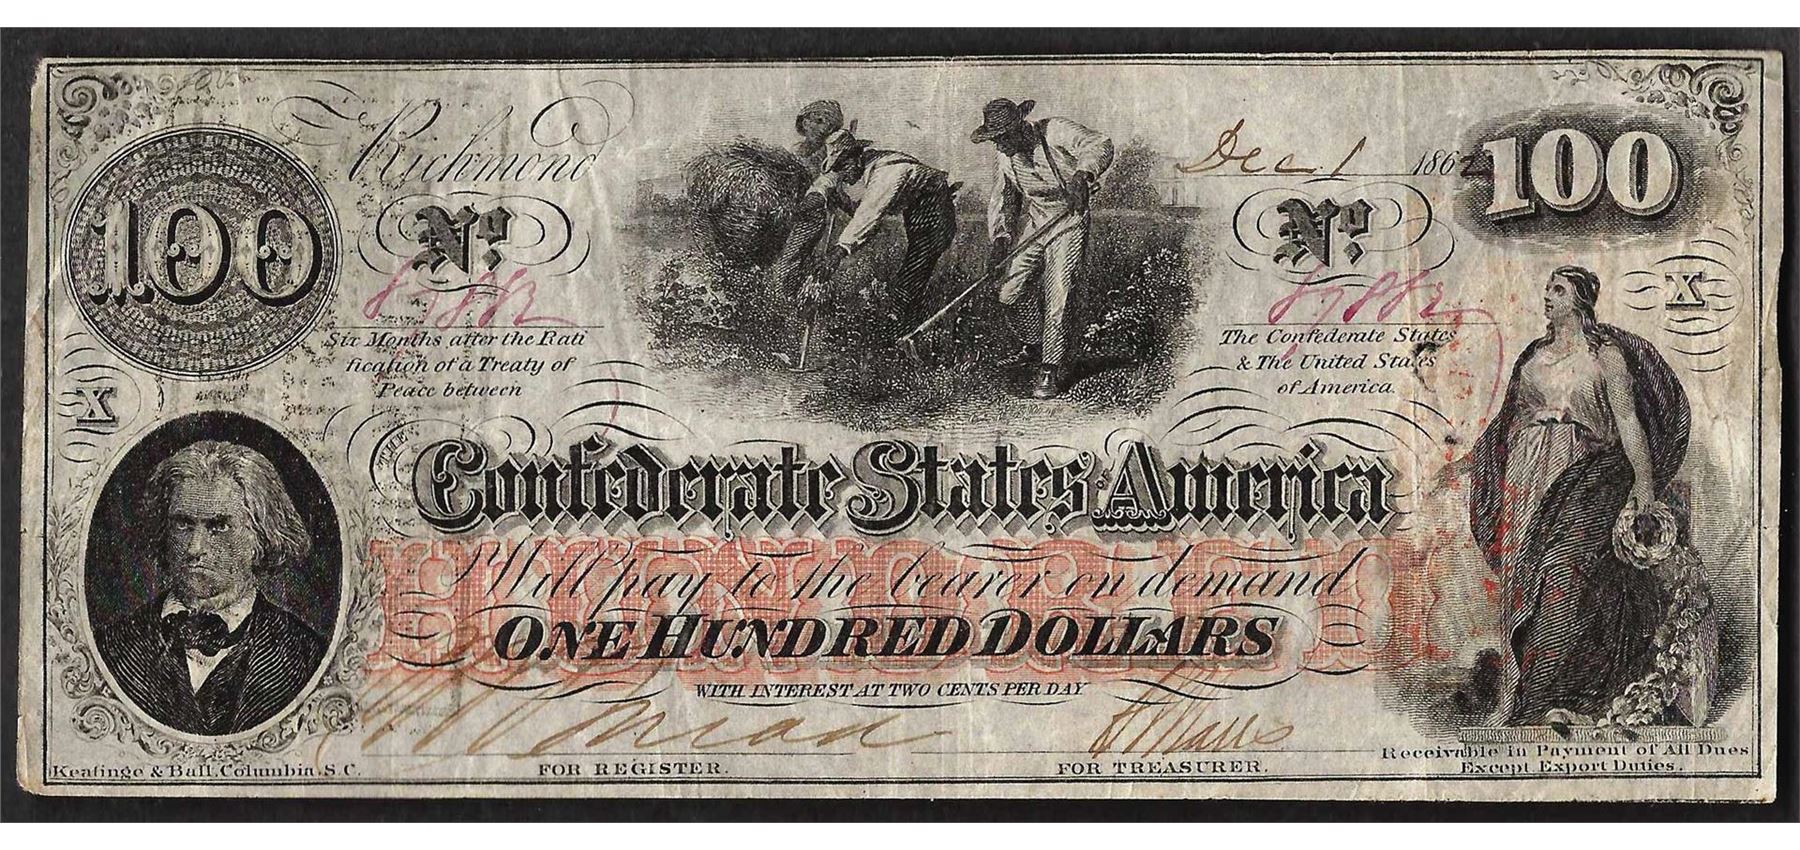 100
Richmond
Dec 1 1862
100
No.
No.
X
Six Months after the Rati
fication of a Treaty of
Peace between
The Confederate States
& The United States
of America.
X
THE
Confederate States America
HUNDRED
Will pay to the bearer on demand
ONE HUNDRED DOLLARS
WITH INTEREST AT TWO CENTS PER DAY
FOR REGISTER.
FOR TREASURER.
Keatinge & Ball, Columbia, S.C.
Receivable in Payment of All Dues
Except Export Duties.